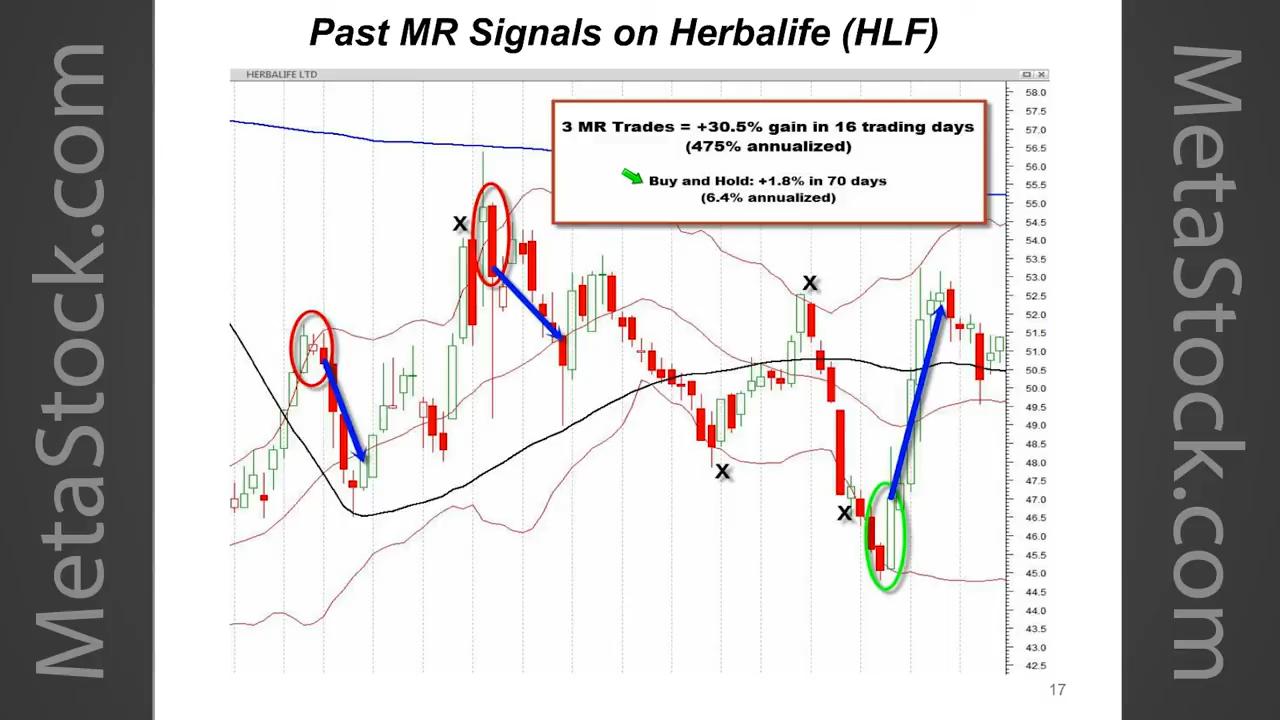 Past MR Signals on Herbalife (HLF)
HERBALIFE LTD
3 MR Trades = +30.5% gain in 16 trading days
(475% annualized)
Buy and Hold: +1.8% in 70 days
(6.4% annualized)
X
X
X
X
58.0
57.5
57.0
56.5
56.0
55.5
55.0
54.5
54.0
53.5
53.0
52.5
52.0
51.5
51.0
50.5
50.0
49.5
49.0
48.5
48.0
47.5
47.0
46.5
46.0
45.5
45.0
44.5
44.0
43.5
43.0
42.5
17
MetaStock.com
MetaStock.com